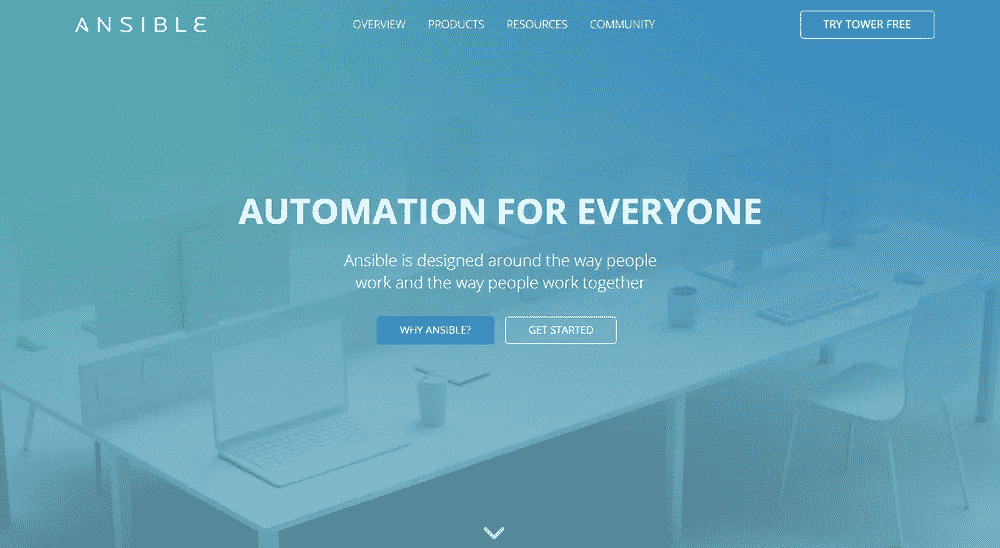 ANSIBLE
OVERVIEW
PRODUCTS
RESOURCES
COMMUNITY
TRY TOWER FREE
AUTOMATION FOR EVERYONE
Ansible is designed around the way people
work and the way people work together
WHY ANSIBLE?
GET STARTED